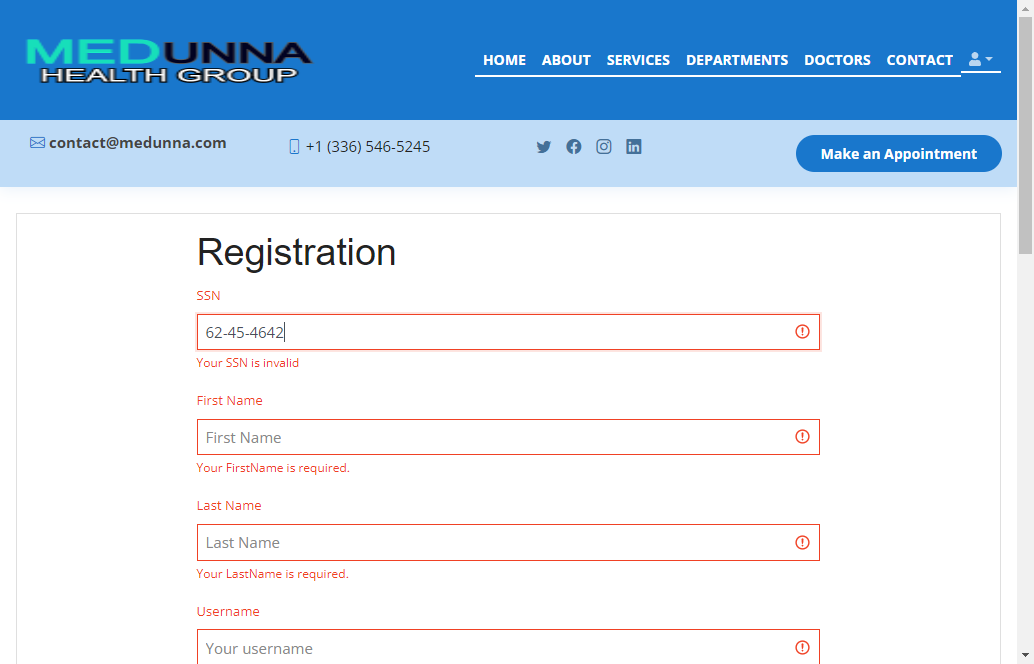 MEDUNNA
HEALTH GROUP
HOME ABOUT SERVICES DEPARTMENTS DOCTORS CONTACT
contact@medunna.com +1 (336) 546-5245 Make an Appointment
Registration
SSN
62-45-4642
Your SSN is invalid
First Name
First Name
Your FirstName is required.
Last Name
Last Name
Your LastName is required.
Username
Your username